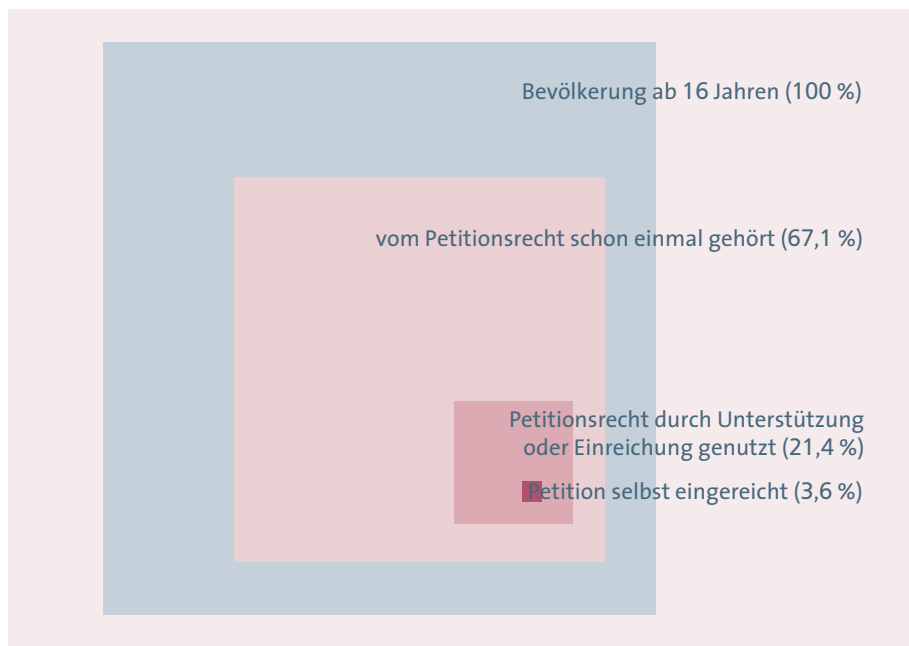 Bevölkerung ab 16 Jahren (100 %)
vom Petitionsrecht schon einmal gehört (67,1 %)
Petitionsrecht durch Unterstützung
oder Einreichung genutzt (21,4 %)
Petition selbst eingereicht (3,6 %)